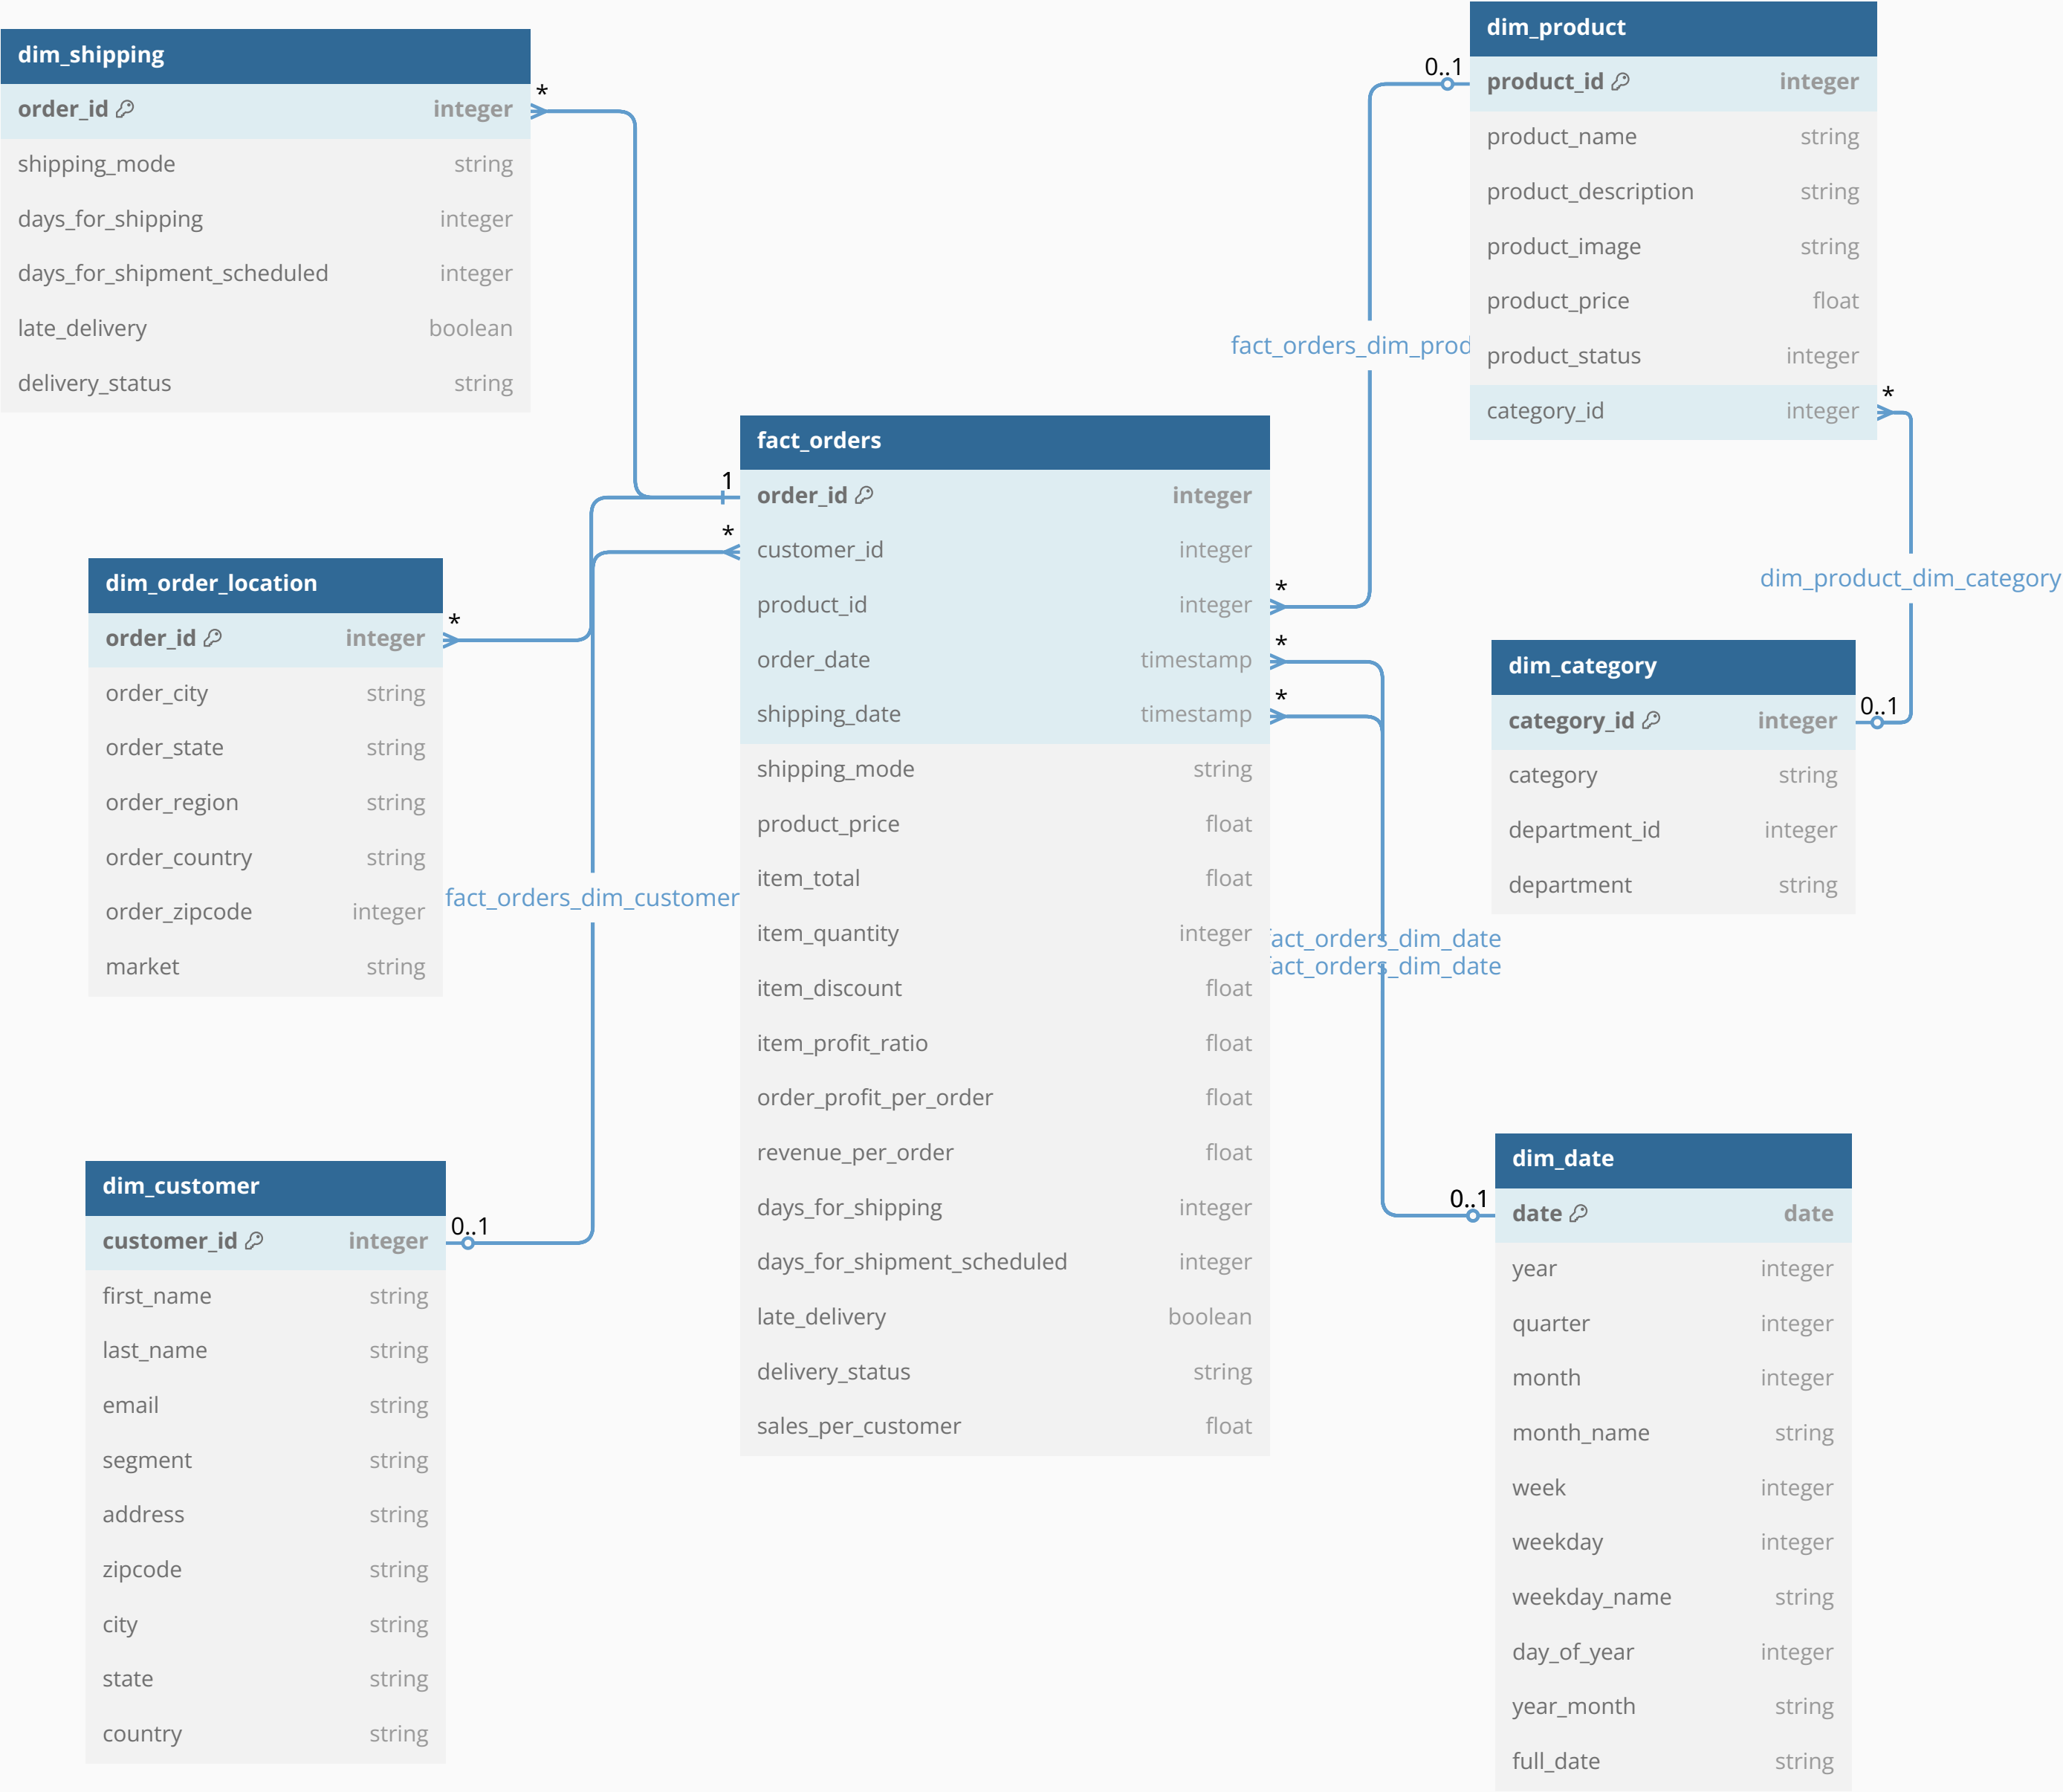 dim_shipping
order_id integer
shipping_mode string
days_for_shipping integer
days_for_shipment_scheduled integer
late_delivery boolean
delivery_status string
*
dim_product
0..1
product_id integer
product_name string
product_description string
product_image string
product_price float
product_status integer
category_id integer
*
fact_orders_dim_prod
fact_orders
1
order_id integer
*
customer_id integer
product_id integer
*
order_date timestamp
*
shipping_date timestamp
*
shipping_mode string
product_price float
item_total float
item_quantity integer
item_discount float
item_profit_ratio float
order_profit_per_order float
revenue_per_order float
days_for_shipping integer
days_for_shipment_scheduled integer
late_delivery boolean
delivery_status string
sales_per_customer float
dim_order_location
order_id integer
*
order_city string
order_state string
order_region string
order_country string
order_zipcode integer
market string
dim_product_dim_category
dim_category
category_id integer
0..1
category string
department_id integer
department string
fact_orders_dim_customer
fact_orders_dim_date
fact_orders_dim_date
dim_customer
customer_id integer
0..1
first_name string
last_name string
email string
segment string
address string
zipcode string
city string
state string
country string
dim_date
0..1
date date
year integer
quarter integer
month integer
month_name string
week integer
weekday integer
weekday_name string
day_of_year integer
year_month string
full_date string